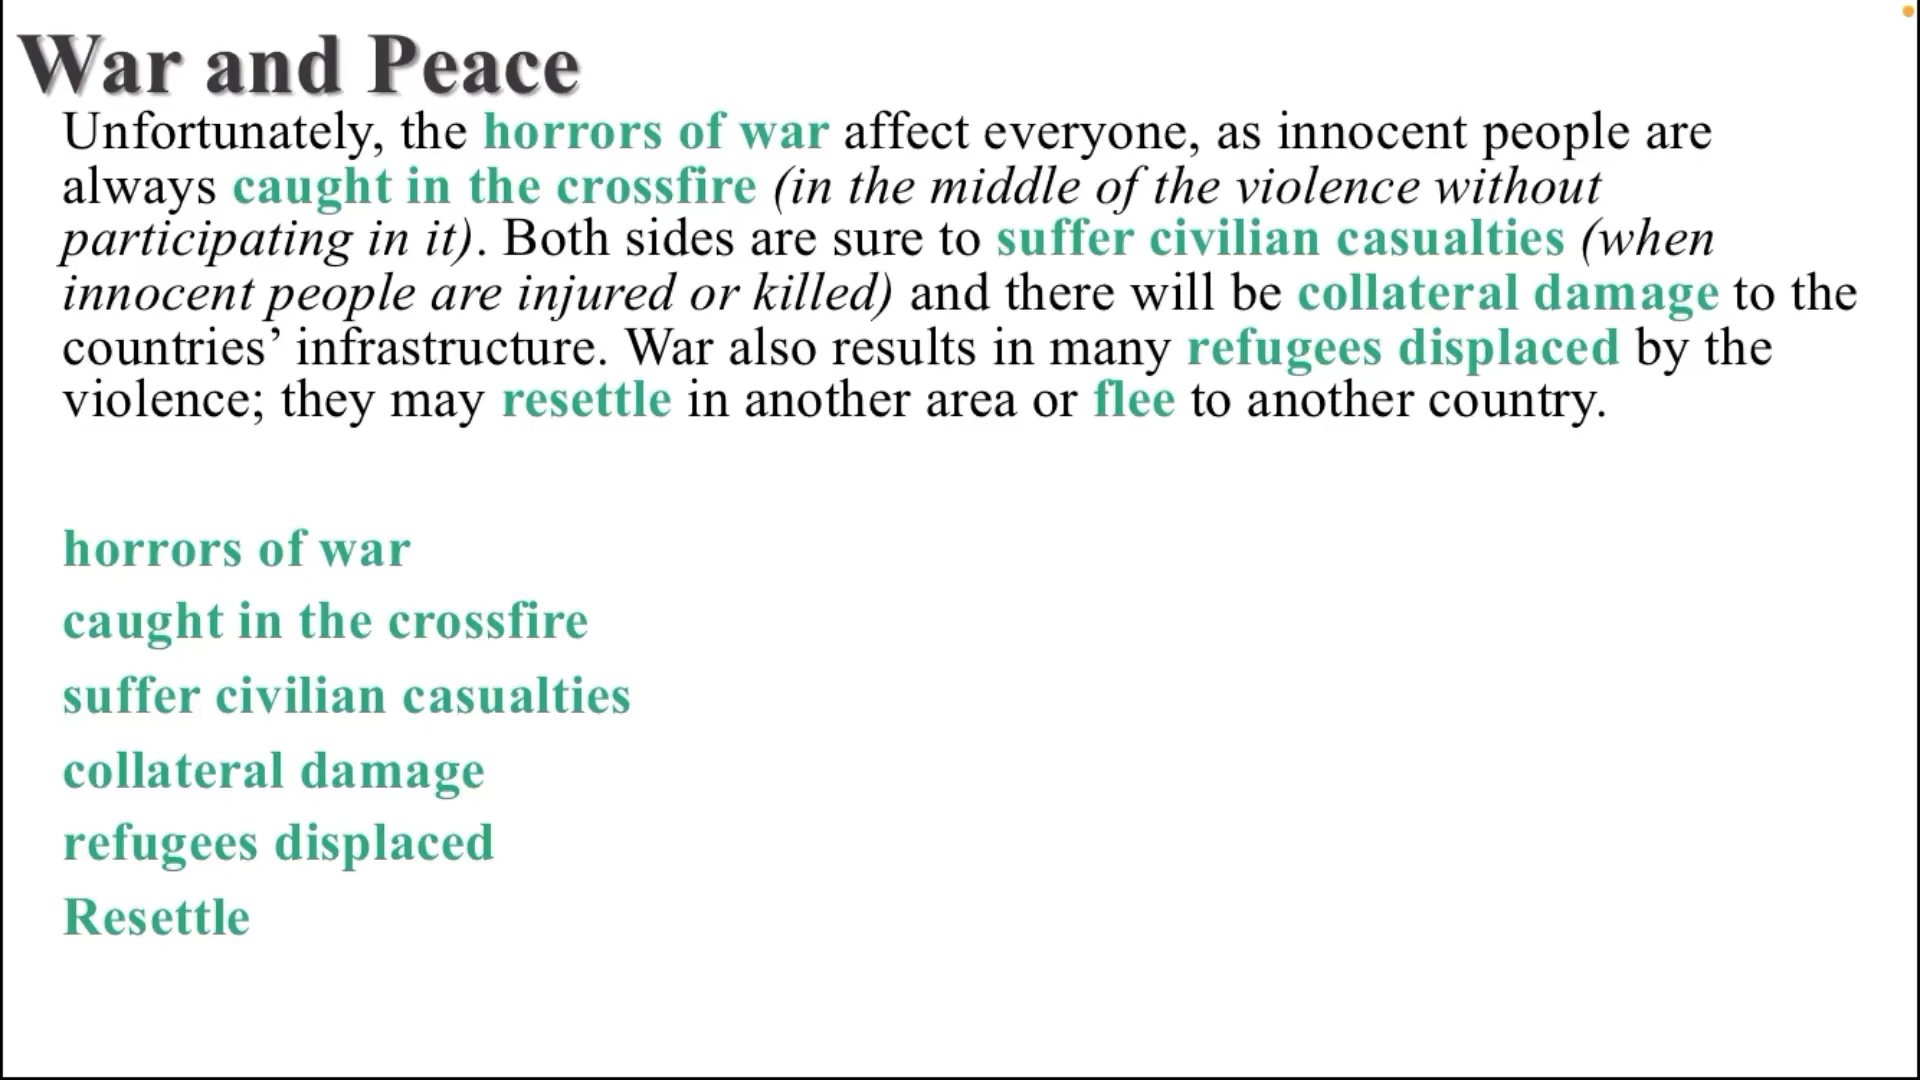 War and Peace
Unfortunately, the horrors of war affect everyone, as innocent people are
always caught in the crossfire (in the middle of the violence without
participating in it). Both sides are sure to suffer civilian casualties (when
innocent people are injured or killed) and there will be collateral damage to the
countries’ infrastructure. War also results in many refugees displaced by the
violence; they may resettle in another area or flee to another country.
horrors of war
caught in the crossfire
suffer civilian casualties
collateral damage
refugees displaced
Resettle